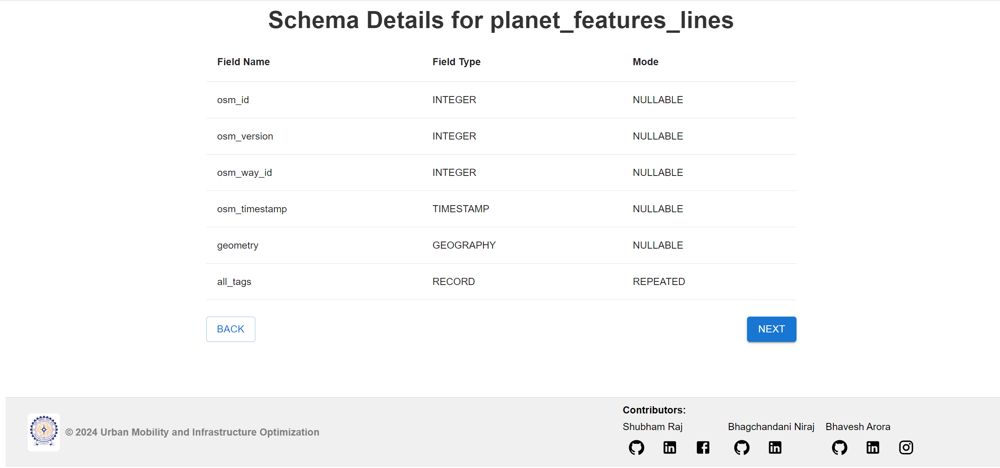 Schema Details for planet_features_lines
Field Name Field Type Mode
osm_id INTEGER NULLABLE
osm_version INTEGER NULLABLE
osm_way_id INTEGER NULLABLE
osm_timestamp TIMESTAMP NULLABLE
geometry GEOGRAPHY NULLABLE
all_tags RECORD REPEATED
BACK NEXT
© 2024 Urban Mobility and Infrastructure Optimization
Contributors:
Shubham Raj Bhagchandani Niraj Bhavesh Arora